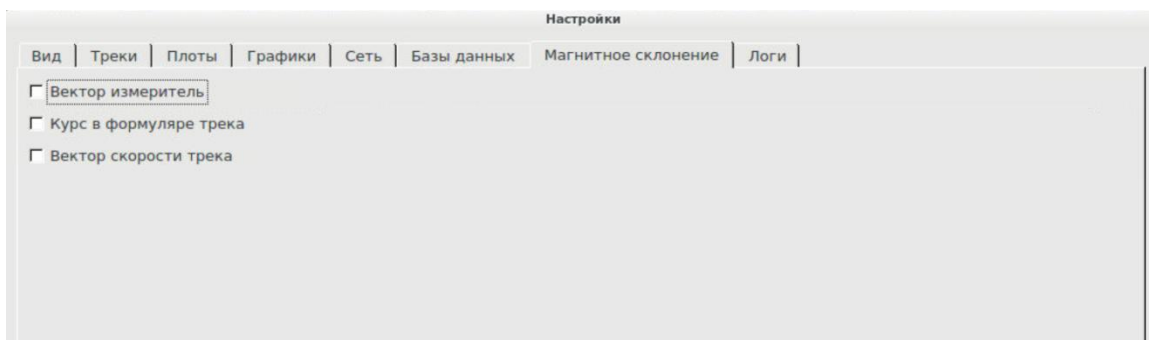 Настройки
Вид Треки Плоты Графики Сеть Базы данных Магнитное склонение Логи
Вектор измеритель
Курс в формуляре трека
Вектор скорости трека